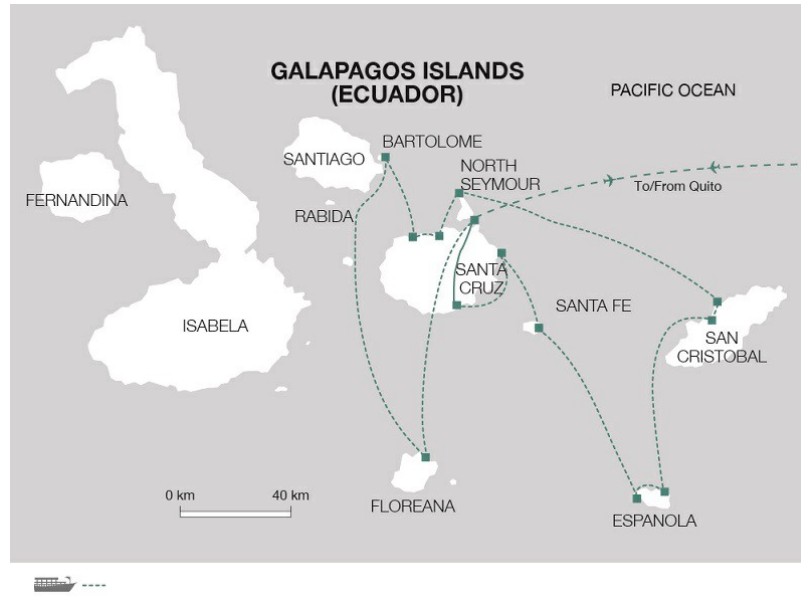 GALAPAGOS ISLANDS
(ECUADOR)
PACIFIC OCEAN
BARTOLOME
SANTIAGO
NORTH
SEYMOUR
To/From Quito
FERNANDINA
RABIDA
SANTA
CRUZ
SANTA FE
ISABELA
SAN
CRISTOBAL
0 km
40 km
FLOREANA
ESPANOLA